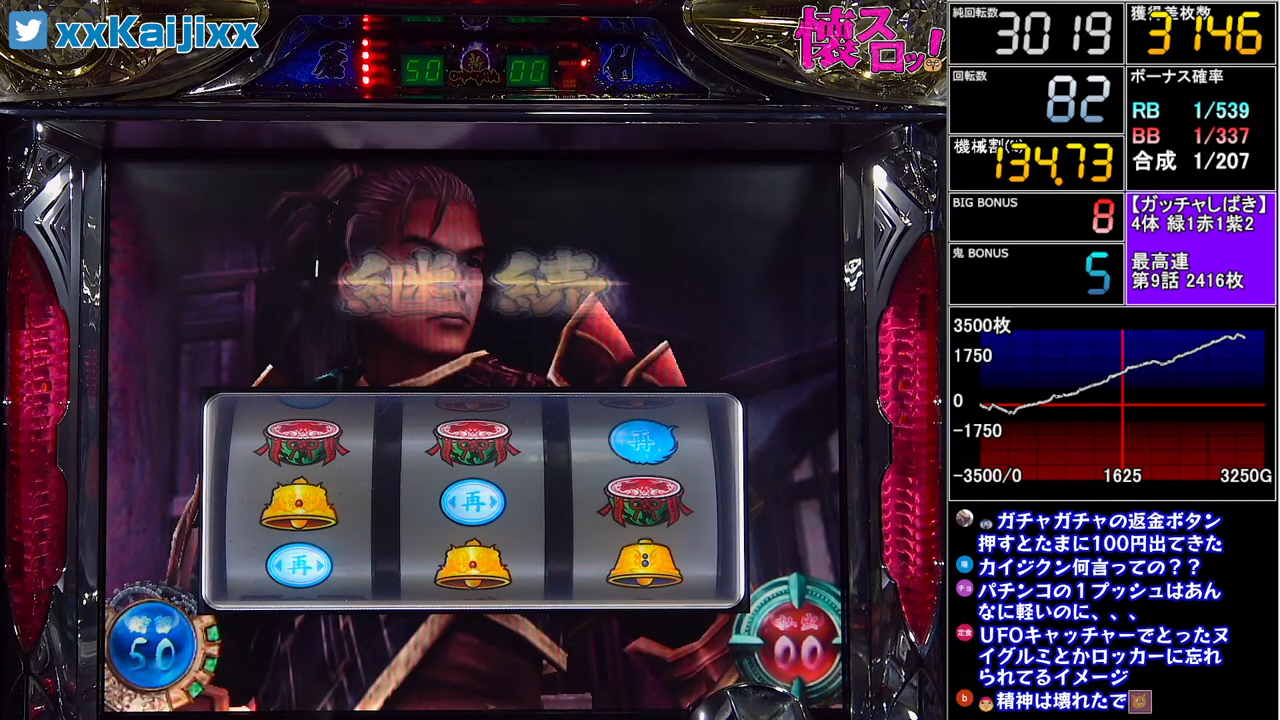 xxKaijixx
懐スロッ!
50
00
継続
再
再
再
貯留
50
払出
00
純回転数
3019
獲得差枚数
3146
回転数
82
ボーナス確率
RB 1/539
BB 1/337
合成 1/207
機械割(%)
134.73
BIG BONUS
8
鬼 BONUS
5
【ガッチャしばき】
4体 緑1赤1紫2
最高連
第9話 2416枚
3500枚
1750
0
-1750
-3500/0
1625
3250G
ガチャガチャの返金ボタン
押すとたまに100円出てきた
カイジクン何言っての??
パチンコの1プッシュはあん
なに軽いのに、、、
UFOキャッチャーでとったヌ
イグルミとかロッカーに忘れ
られてるイメージ
精神は壊れたで